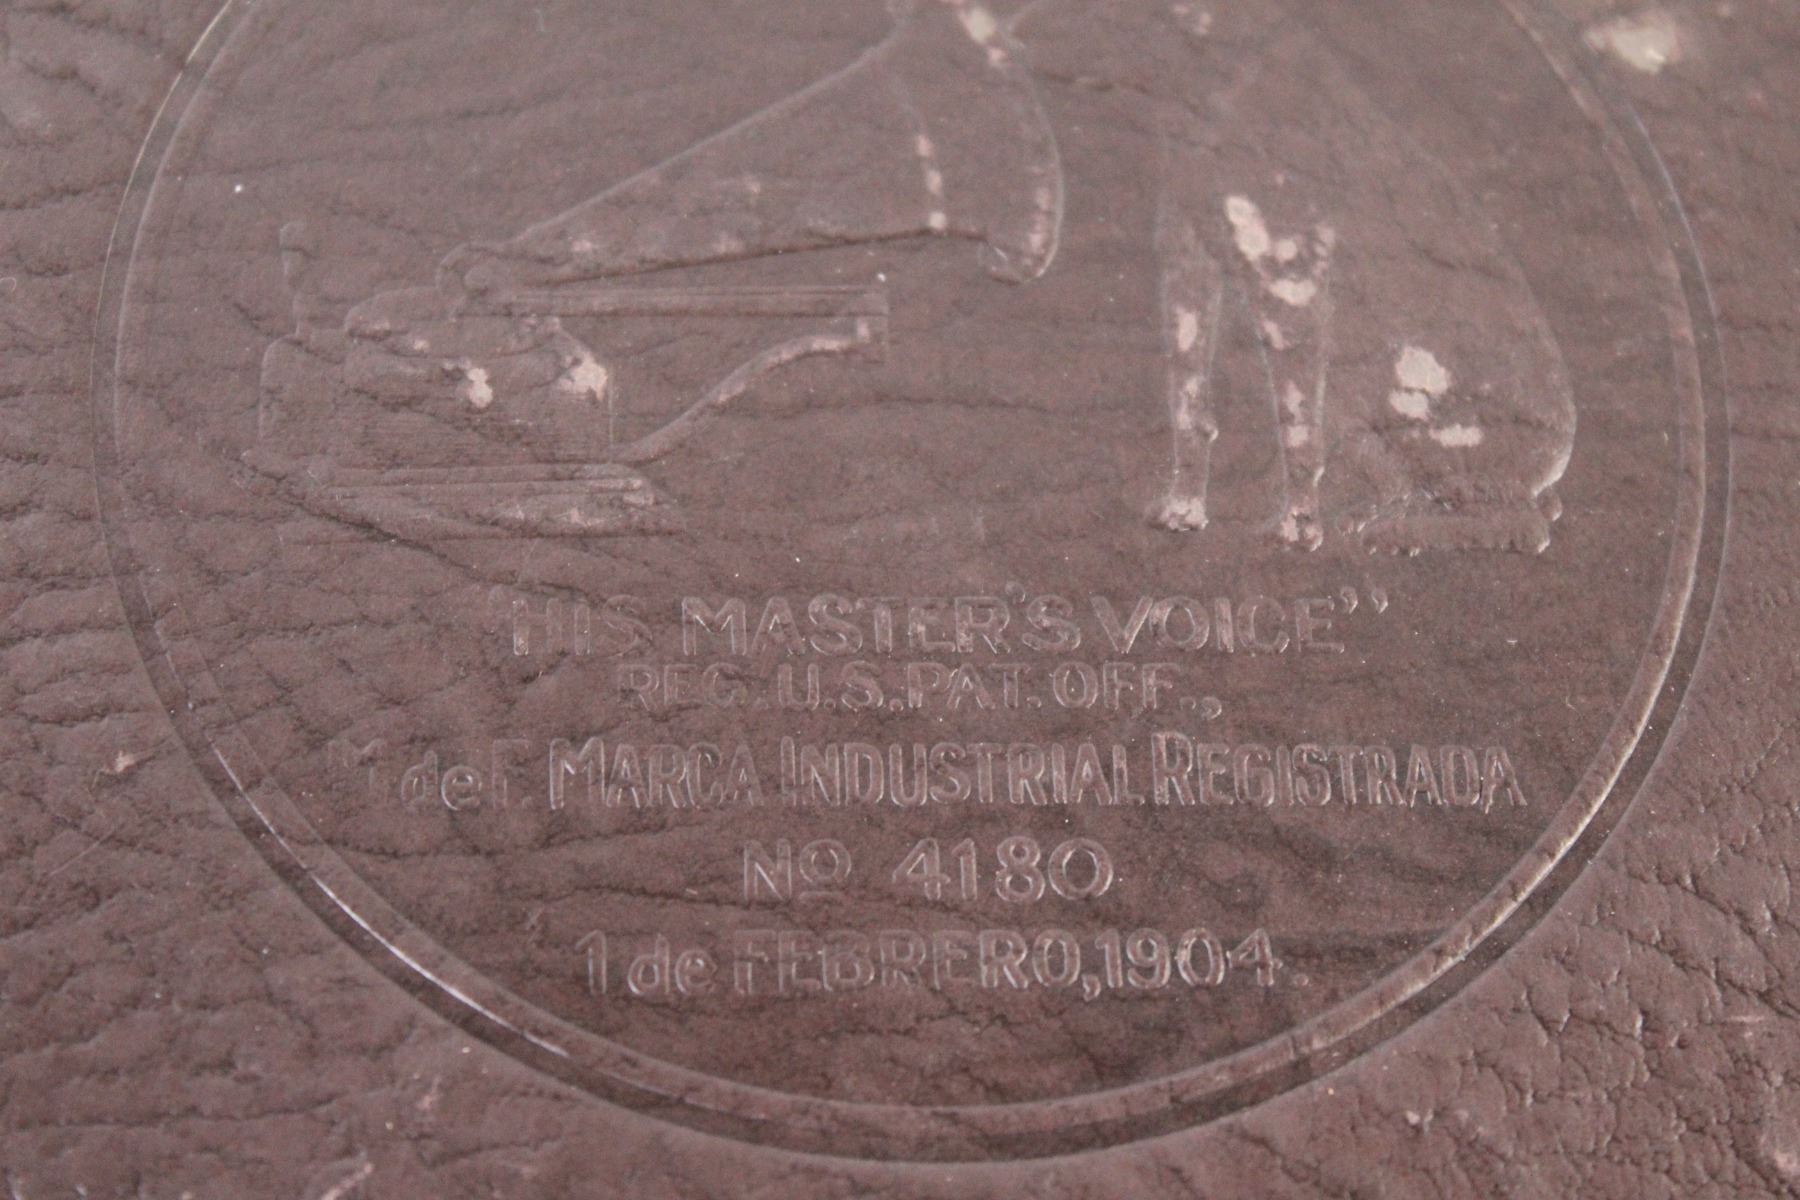 "HIS MASTER'S VOICE"
REG. U.S. PAT. OFF.,
M de F. MARCA INDUSTRIAL REGISTRADA
No 4180
1 de FEBRERO, 1904.